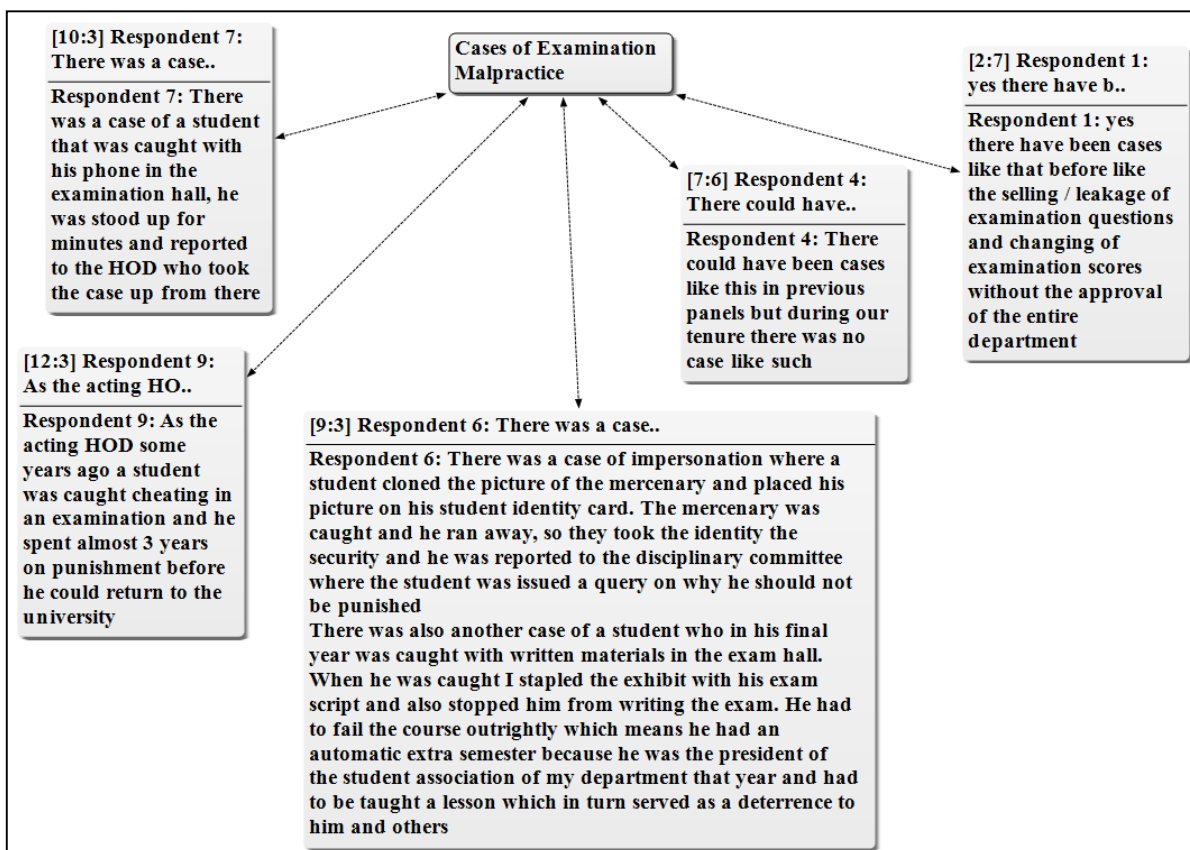 [10:3] Respondent 7:
There was a case..
Respondent 7: There
was a case of a student
that was caught with
his phone in the
examination hall, he
was stood up for
minutes and reported
to the HOD who took
the case up from there
Cases of Examination
Malpractice
[2:7] Respondent 1:
yes there have b..
Respondent 1: yes
there have been cases
like that before like
the selling / leakage of
examination questions
and changing of
examination scores
without the approval
of the entire
department
[7:6] Respondent 4:
There could have..
Respondent 4: There
could have been cases
like this in previous
panels but during our
tenure there was no
case like such
[12:3] Respondent 9:
As the acting HO..
Respondent 9: As the
acting HOD some
years ago a student
was caught cheating in
an examination and he
spent almost 3 years
on punishment before
he could return to the
university
[9:3] Respondent 6: There was a case..
Respondent 6: There was a case of impersonation where a
student cloned the picture of the mercenary and placed his
picture on his student identity card. The mercenary was
caught and he ran away, so they took the identity the
security and he was reported to the disciplinary committee
where the student was issued a query on why he should not
be punished
There was also another case of a student who in his final
year was caught with written materials in the exam hall.
When he was caught I stapled the exhibit with his exam
script and also stopped him from writing the exam. He had
to fail the course outrightly which means he had an
automatic extra semester because he was the president of
the student association of my department that year and had
to be taught a lesson which in turn served as a deterrence to
him and others